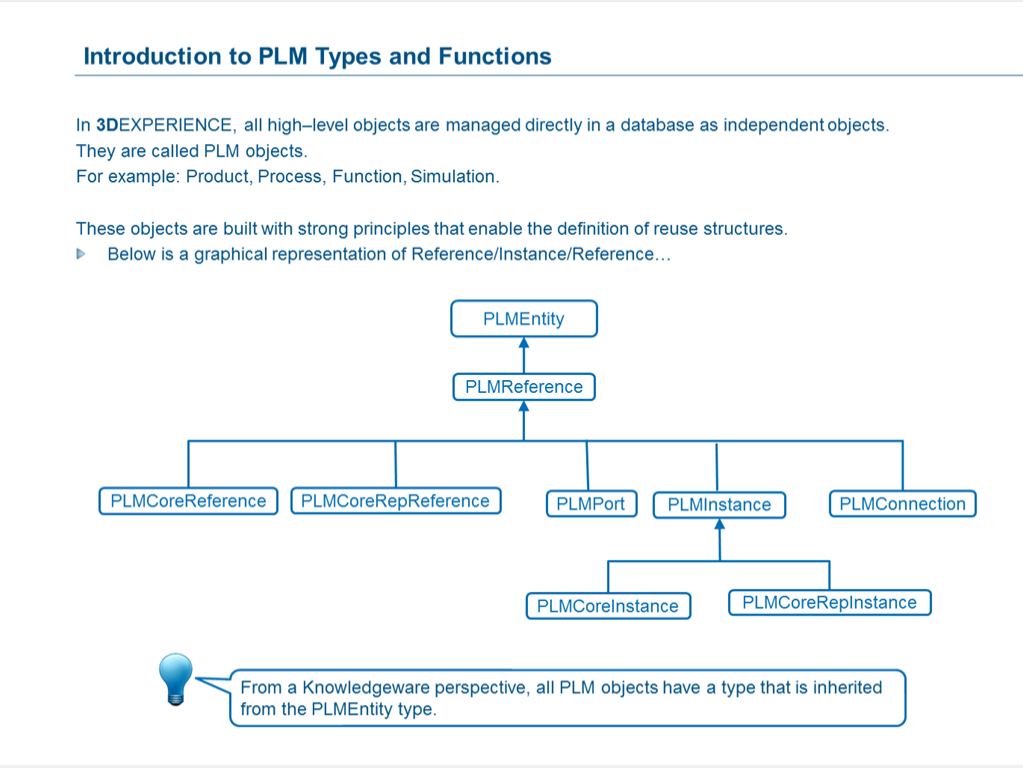 Introduction to PLM Types and Functions
In 3DEXPERIENCE, all high–level objects are managed directly in a database as independent objects.
They are called PLM objects.
For example: Product, Process, Function, Simulation.
These objects are built with strong principles that enable the definition of reuse structures.
Below is a graphical representation of Reference/Instance/Reference…
PLMEntity
PLMReference
PLMCoreReference
PLMCoreRepReference
PLMPort
PLMInstance
PLMConnection
PLMCoreInstance
PLMCoreRepInstance
From a Knowledgeware perspective, all PLM objects have a type that is inherited
from the PLMEntity type.